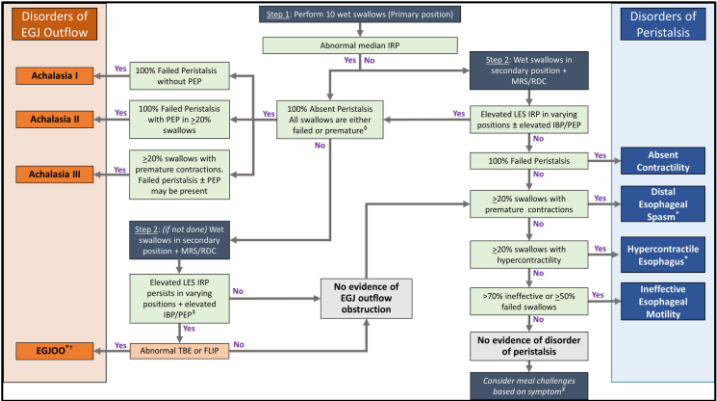 Disorders of
EGJ Outflow
Step 1: Perform 10 wet swallows (Primary position)
Disorders of
Peristalsis
Abnormal median IRP
Yes
No
Step 2: Wet swallows in
secondary position +
MRS/RDC
Achalasia I
Yes
100% Failed Peristalsis
without PEP
Achalasia II
Yes
100% Failed Peristalsis
with PEP in ≥20%
swallows
Yes
100% Absent Peristalsis
All swallows are either
failed or premature◊
Yes
Elevated LES IRP in varying
positions ± elevated IBP/PEP
No
No
100% Failed Peristalsis
Yes
Absent
Contractility
Achalasia III
Yes
≥20% swallows with
premature contractions.
Failed peristalsis ± PEP
may be present
No
≥20% swallows with
premature contractions
Yes
Distal
Esophageal
Spasm*
Step 2: (if not done) Wet
swallows in secondary
position + MRS/RDC
No
≥20% swallows with
hypercontractility
Yes
Hypercontractile
Esophagus*
Elevated LES IRP
persists in varying
positions + elevated
IBP/PEP§
No
No evidence of
EGJ outflow
obstruction
No
>70% ineffective or ≥50%
failed swallows
Yes
Ineffective
Esophageal
Motility
Yes
No
EGJOO*†
Yes
Abnormal TBE or FLIP
No
No evidence of disorder
of peristalsis
Consider meal challenges
based on symptom¥